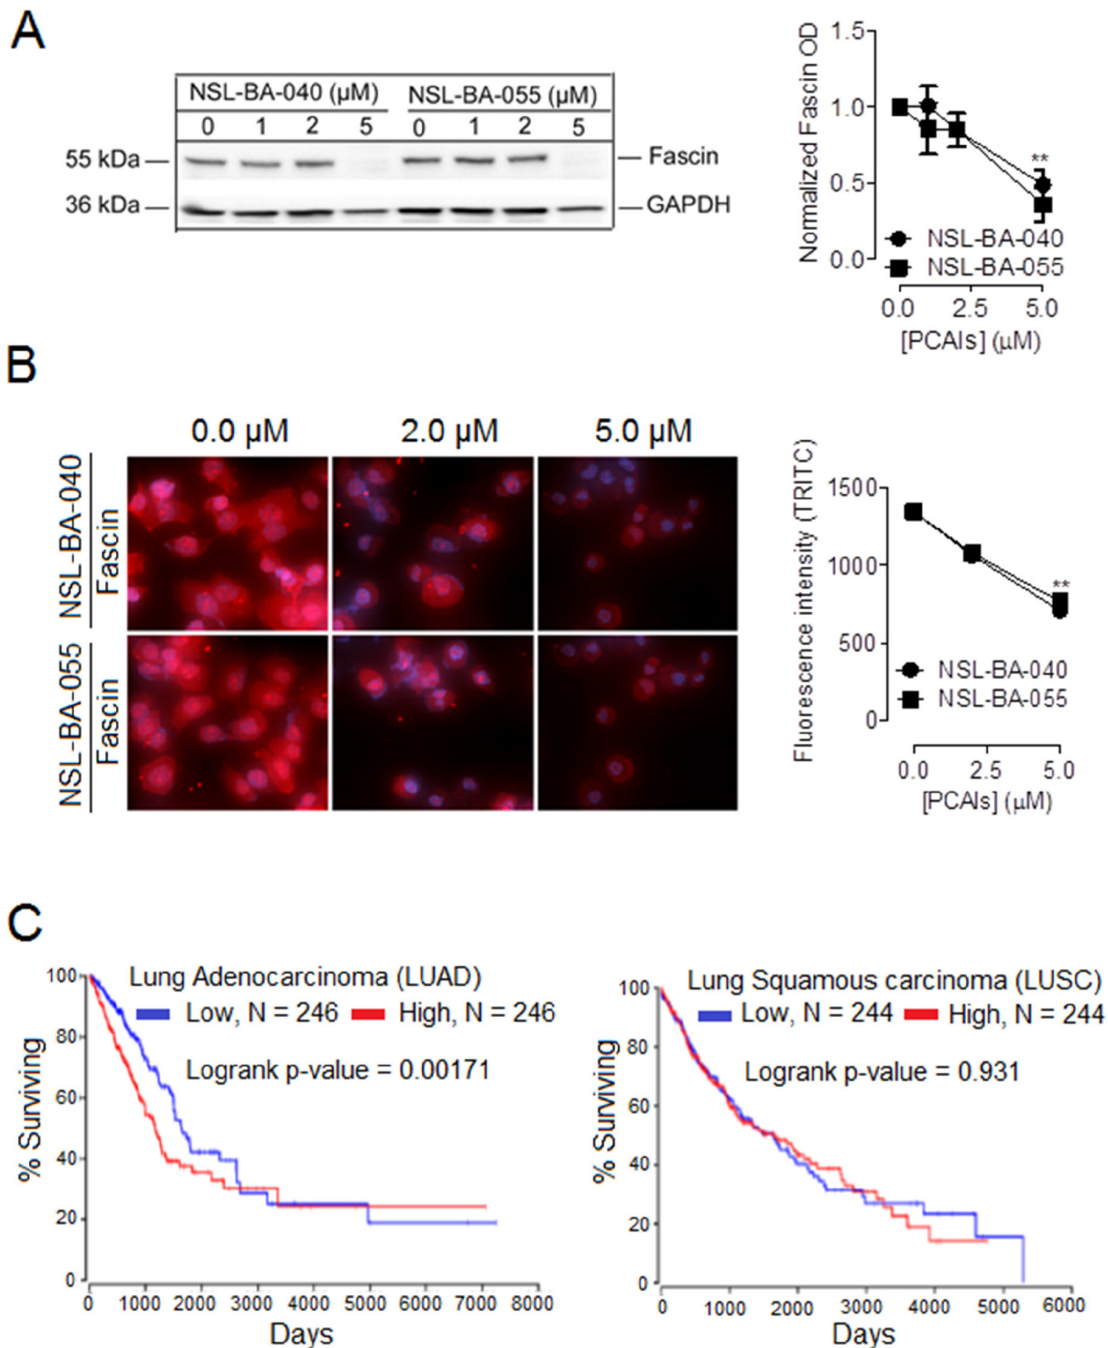 A
NSL-BA-040 (µM) NSL-BA-055 (µM)
0 1 2 5 0 1 2 5
55 kDa Fascin
36 kDa GAPDH
Normalized Fascin OD
1.5
1.0
0.5
0.0
**
NSL-BA-040
NSL-BA-055
0.0 2.5 5.0
[PCAIs] (µM)
B
0.0 µM 2.0 µM 5.0 µM
NSL-BA-040
Fascin
NSL-BA-055
Fascin
Fluorescence intensity (TRITC)
1500
1000
500
0
**
NSL-BA-040
NSL-BA-055
0.0 2.5 5.0
[PCAIs] (µM)
C
Lung Adenocarcinoma (LUAD)
Low, N = 246 High, N = 246
Logrank p-value = 0.00171
% Surviving
100
80
60
40
20
0
0 1000 2000 3000 4000 5000 6000 7000 8000
Days
Lung Squamous carcinoma (LUSC)
Low, N = 244 High, N = 244
Logrank p-value = 0.931
% Surviving
100
80
60
40
20
0
0 1000 2000 3000 4000 5000 6000
Days